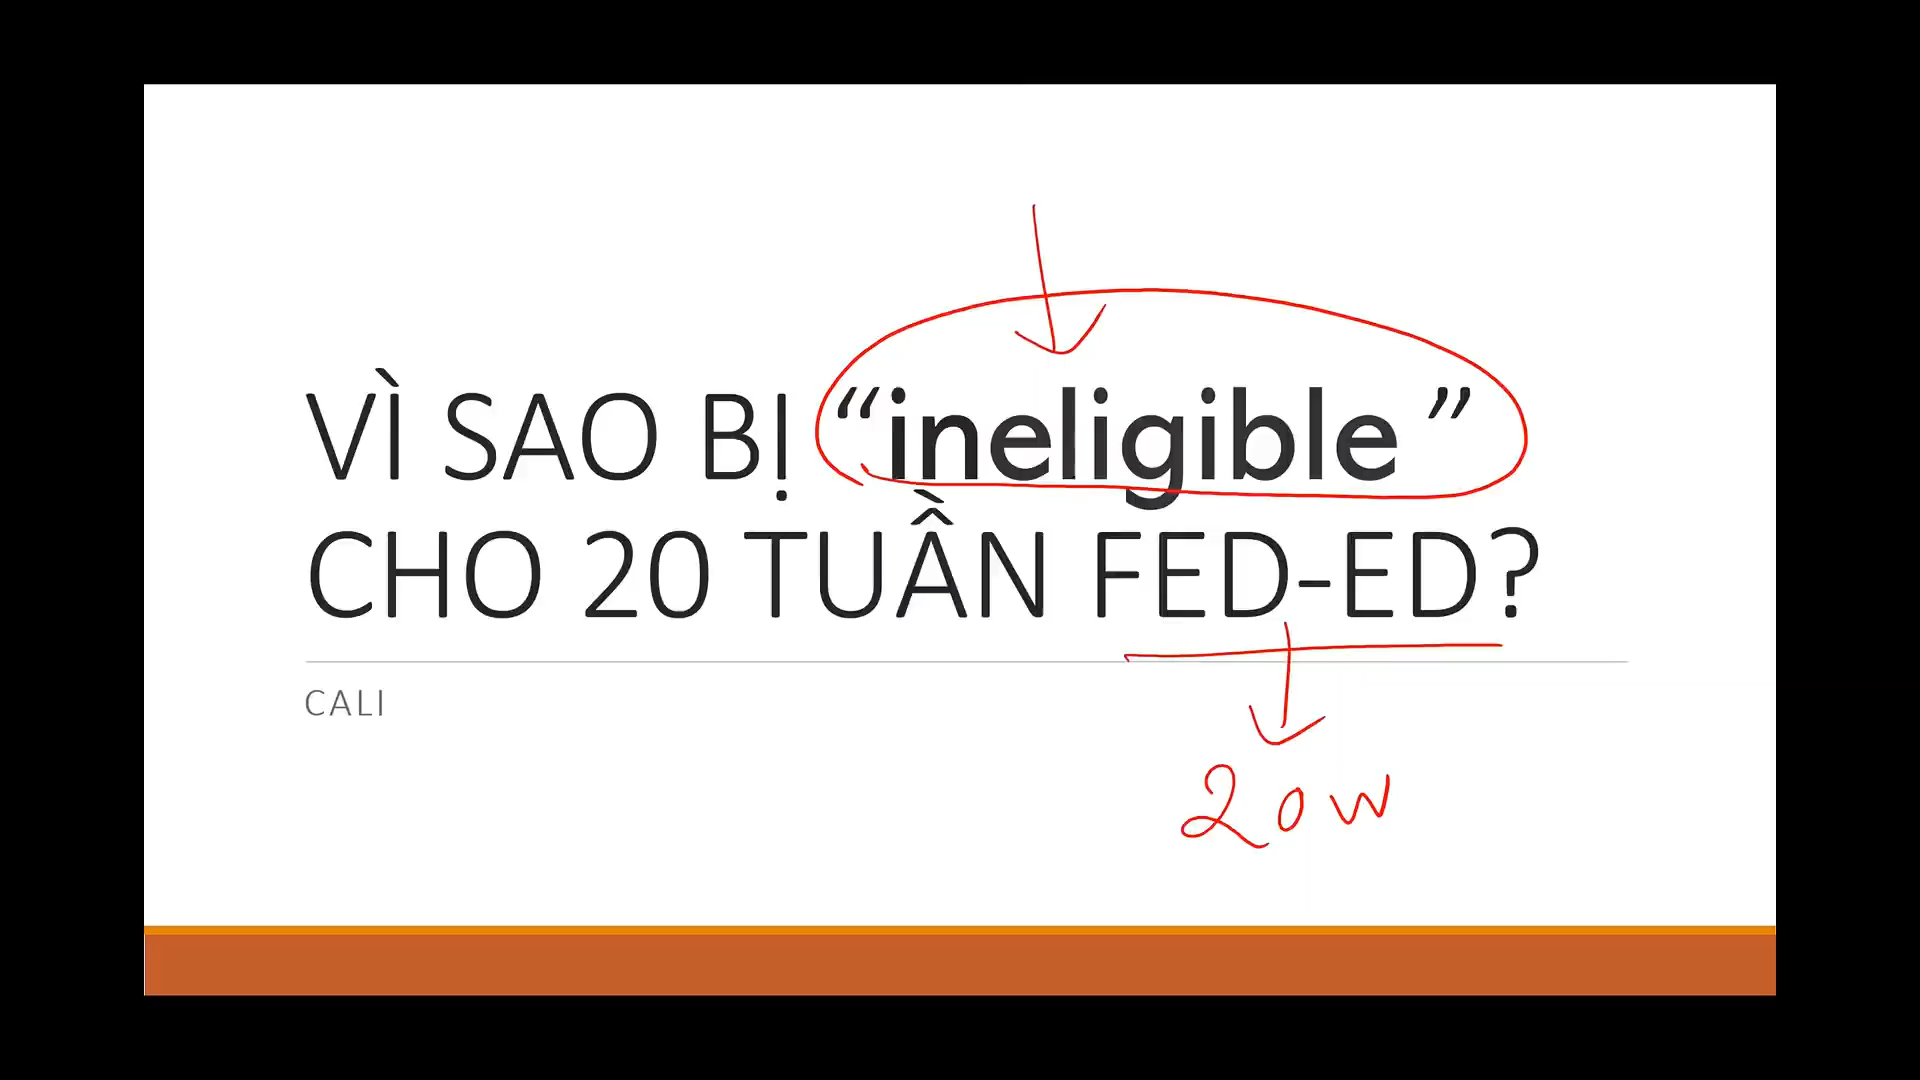 VÌ SAO BỊ “ineligible”
CHO 20 TUẦN FED-ED?
CALI
20W